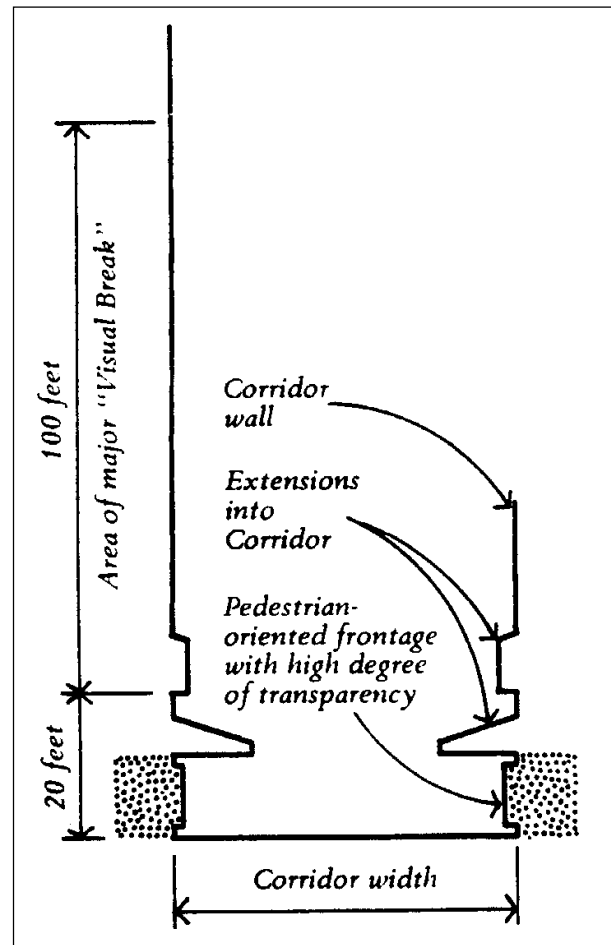 100 feet
Area of major “Visual Break”
20 feet
Corridor
wall
Extensions
into
Corridor
Pedestrian-
oriented frontage
with high degree
of transparency
Corridor width